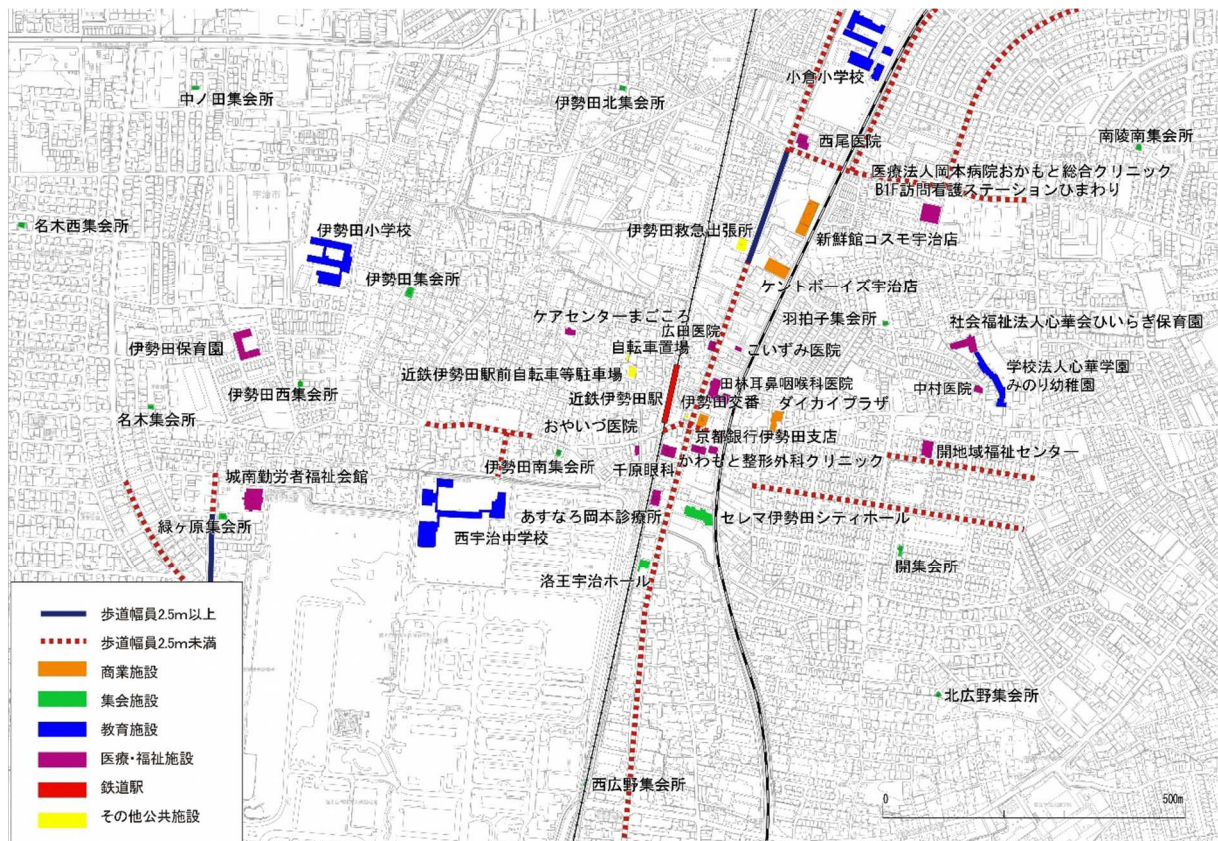 小倉小学校
中ノ田集会所
伊勢田北集会所
西尾医院
南陵南集会所
医療法人岡本病院おかもと総合クリニック
B1F訪問看護ステーションひまわり
名木西集会所
伊勢田小学校
伊勢田救急出張所
新鮮館コスモ宇治店
宇治市
伊勢田集会所
ケントボーイズ宇治店
ケアセンターまごころ
広田医院
羽拍子集会所
社会福祉法人心華会ひいらぎ保育園
伊勢田保育園
自転車置場
こいずみ医院
学校法人心華学園
みのり幼稚園
近鉄伊勢田駅前自転車等駐車場
田林耳鼻咽喉科医院
中村医院
伊勢田西集会所
近鉄伊勢田駅
伊勢田交番
ダイカイプラザ
名木集会所
おやいづ医院
京都銀行伊勢田支店
開地域福祉センター
伊勢田南集会所
千原眼科
かわもと整形外科クリニック
城南勤労者福祉会館
緑ヶ原集会所
西宇治中学校
あすなろ岡本診療所
セレマ伊勢田シティホール
開集会所
洛王宇治ホール
北広野集会所
西広野集会所
歩道幅員2.5m以上
歩道幅員2.5m未満
商業施設
集会施設
教育施設
医療・福祉施設
鉄道駅
その他公共施設
0
500m